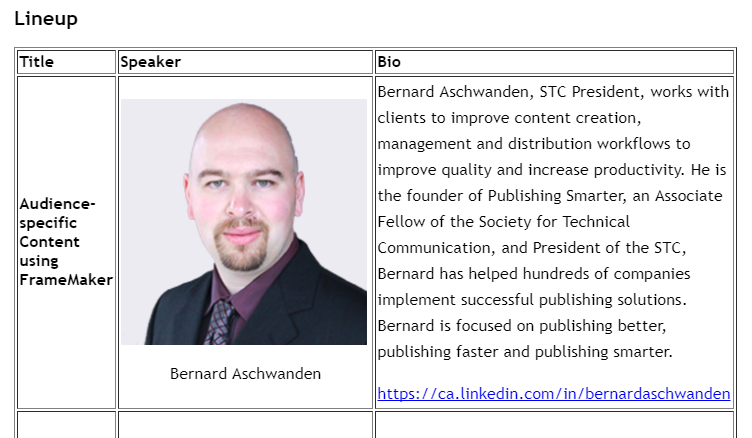 Lineup
Title
Speaker
Bio
Audience-
specific
Content
using
FrameMaker
Bernard Aschwanden
Bernard Aschwanden, STC President, works with
clients to improve content creation,
management and distribution workflows to
improve quality and increase productivity. He is
the founder of Publishing Smarter, an Associate
Fellow of the Society for Technical
Communication, and President of the STC,
Bernard has helped hundreds of companies
implement successful publishing solutions.
Bernard is focused on publishing better,
publishing faster and publishing smarter.
https://ca.linkedin.com/in/bernardaschwanden